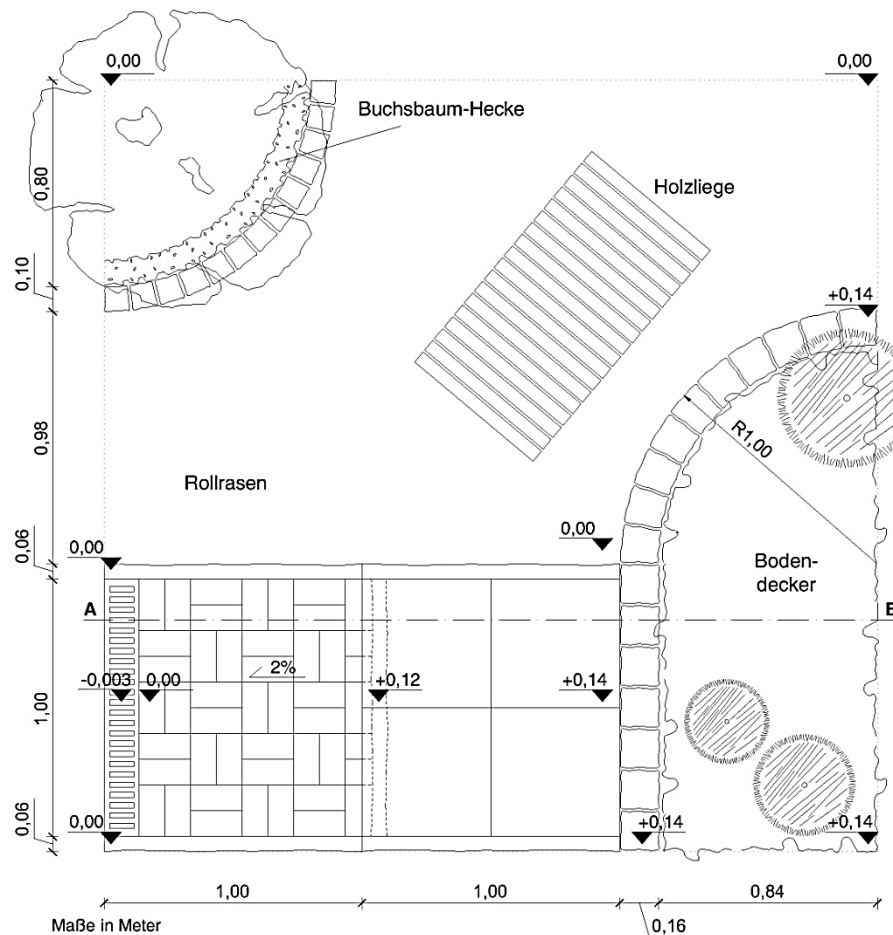 0,00
0,00
Buchsbaum-Hecke
Holzliege
0,80
0,10
+0,14
0,98
R1,00
Rollrasen
0,00
0,00
0,06
Boden-
decker
A
-0,003
0,00
2%
+0,12
+0,14
1,00
0,06
0,00
+0,14
+0,14
1,00
1,00
0,84
0,16
Maße in Meter